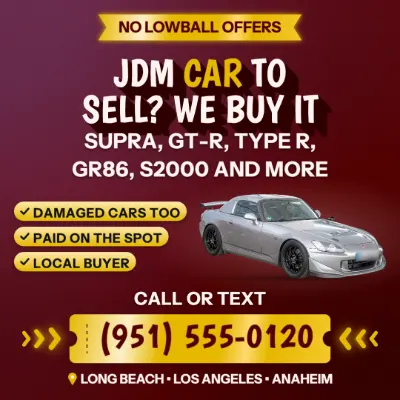 NO LOWBALL OFFERS
JDM CAR TO
SELL? WE BUY IT
SUPRA, GT-R, TYPE R,
GR86, S2000 AND MORE
DAMAGED CARS TOO
PAID ON THE SPOT
LOCAL BUYER
CALL OR TEXT
(951) 555-0120
LONG BEACH • LOS ANGELES • ANAHEIM